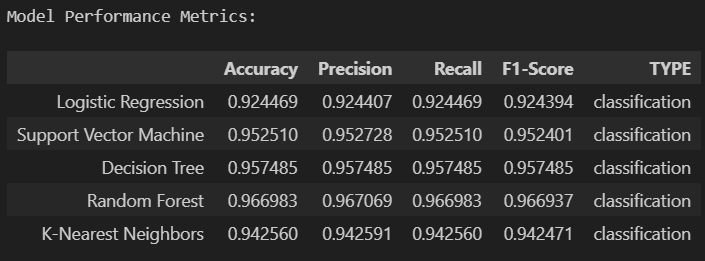 Model Performance Metrics:
Accuracy Precision Recall F1-Score TYPE
Logistic Regression 0.924469 0.924407 0.924469 0.924394 classification
Support Vector Machine 0.952510 0.952728 0.952510 0.952401 classification
Decision Tree 0.957485 0.957485 0.957485 0.957485 classification
Random Forest 0.966983 0.967069 0.966983 0.966937 classification
K-Nearest Neighbors 0.942560 0.942591 0.942560 0.942471 classification